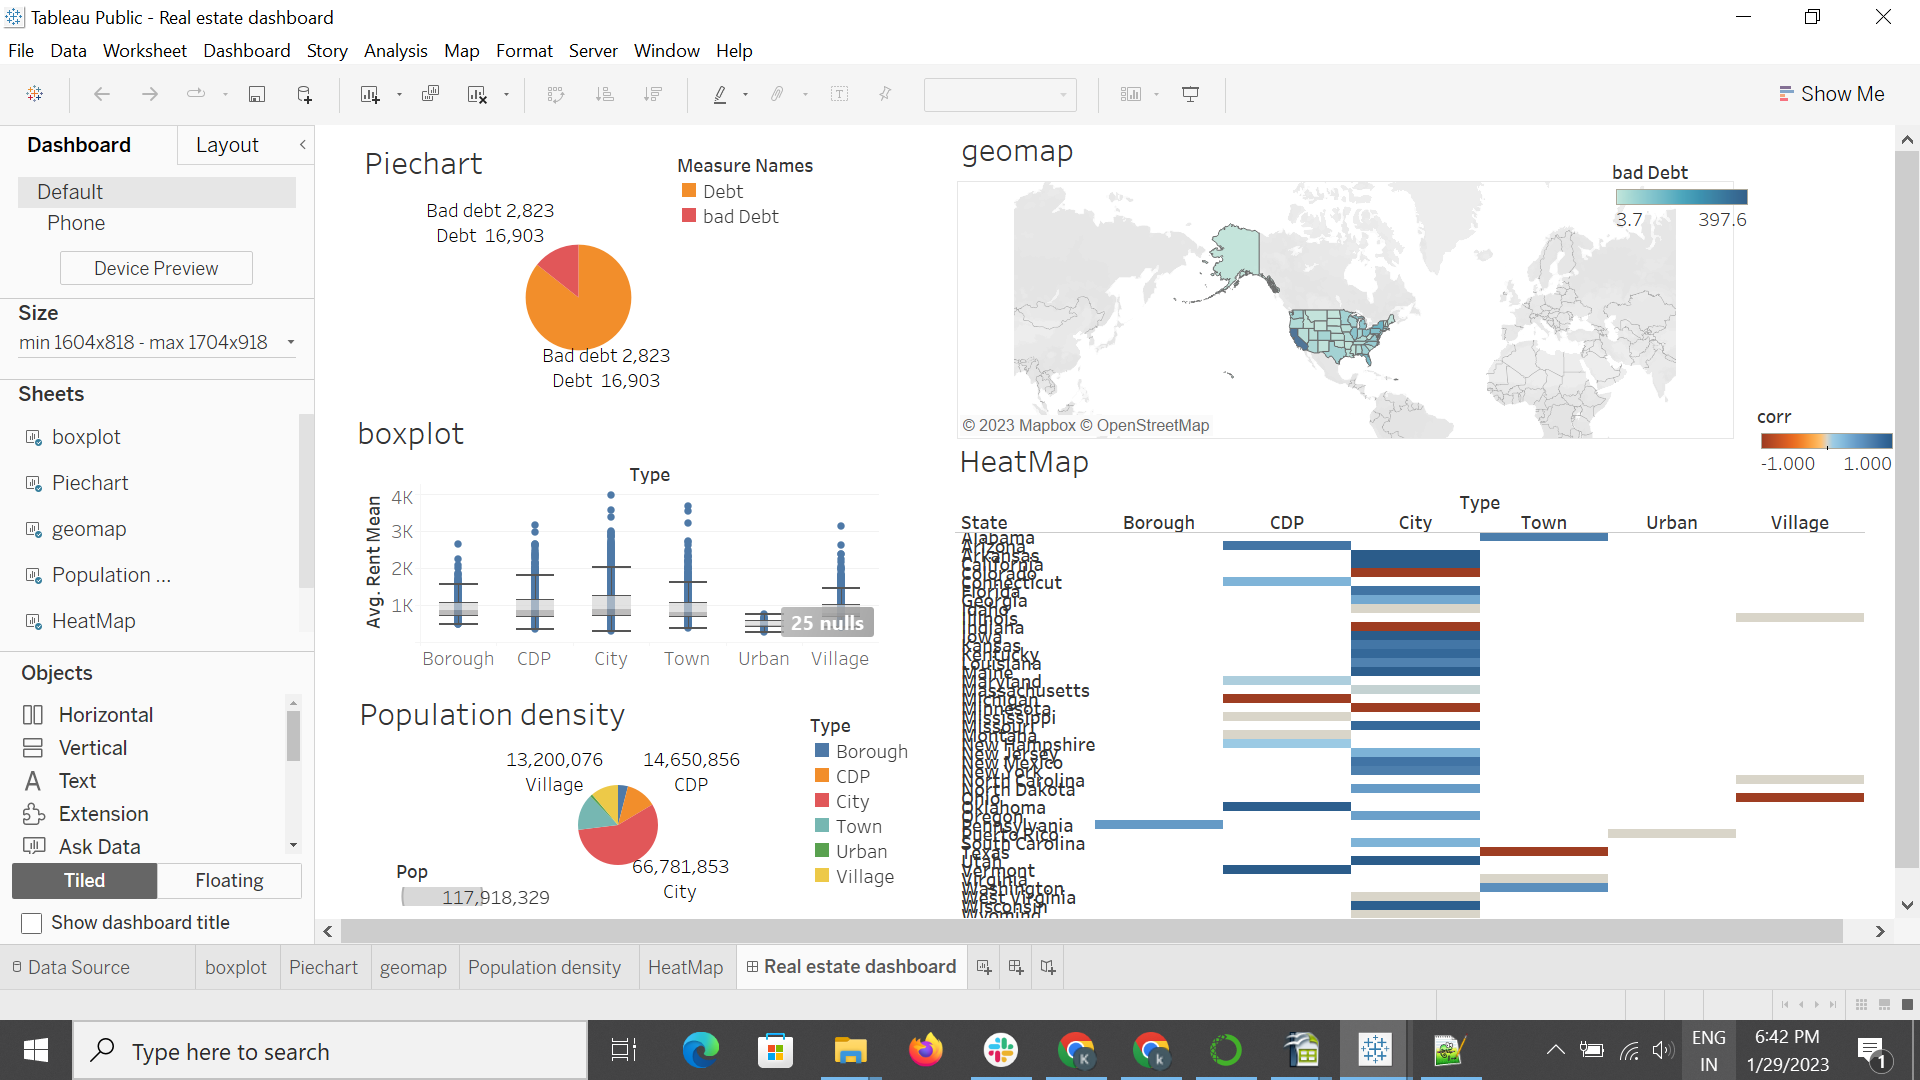 Tableau Public - Real estate dashboard
File Data Worksheet Dashboard Story Analysis Map Format Server Window Help
Show Me
Dashboard Layout
Default
Phone
Device Preview
Size
min 1604x818 - max 1704x918
Sheets
boxplot
Piechart
geomap
Population ...
HeatMap
Objects
Horizontal
Vertical
Text
Extension
Ask Data
Tiled Floating
Show dashboard title
Piechart
Measure Names
Debt
bad Debt
Bad debt 2,823
Debt 16,903
Bad debt 2,823
Debt 16,903
boxplot
Type
Avg. Rent Mean
4K
3K
2K
1K
25 nulls
Borough CDP City Town Urban Village
Population density
13,200,076
Village
14,650,856
CDP
66,781,853
City
Pop
117,918,329
Type
Borough
CDP
City
Town
Urban
Village
geomap
bad Debt
3.7 397.6
© 2023 Mapbox © OpenStreetMap
corr
-1.000 1.000
HeatMap
Type
State Borough CDP City Town Urban Village
Alabama
Arizona
Arkansas
California
Colorado
Connecticut
Florida
Georgia
Idaho
Illinois
Indiana
Iowa
Kansas
Kentucky
Louisiana
Maine
Maryland
Massachusetts
Michigan
Minnesota
Mississippi
Missouri
Montana
New Hampshire
New Jersey
New Mexico
New York
North Carolina
North Dakota
Ohio
Oklahoma
Oregon
Pennsylvania
Puerto Rico
South Carolina
Texas
Utah
Vermont
Virginia
Washington
West Virginia
Wisconsin
Wyoming
Data Source boxplot Piechart geomap Population density HeatMap Real estate dashboard
Type here to search
ENG
IN
6:42 PM
1/29/2023
1